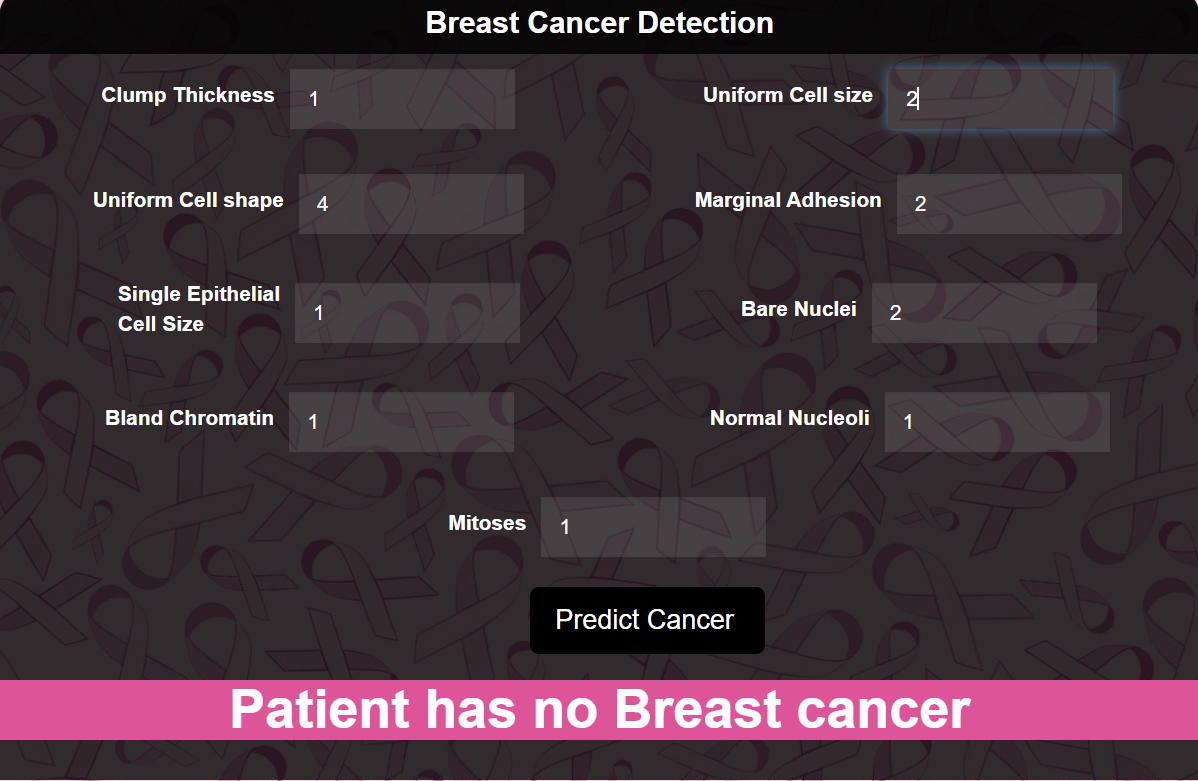 Breast Cancer Detection
Clump Thickness 1
Uniform Cell size 2
Uniform Cell shape 4
Marginal Adhesion 2
Single Epithelial
Cell Size 1
Bare Nuclei 2
Bland Chromatin 1
Normal Nucleoli 1
Mitoses 1
Predict Cancer
Patient has no Breast cancer